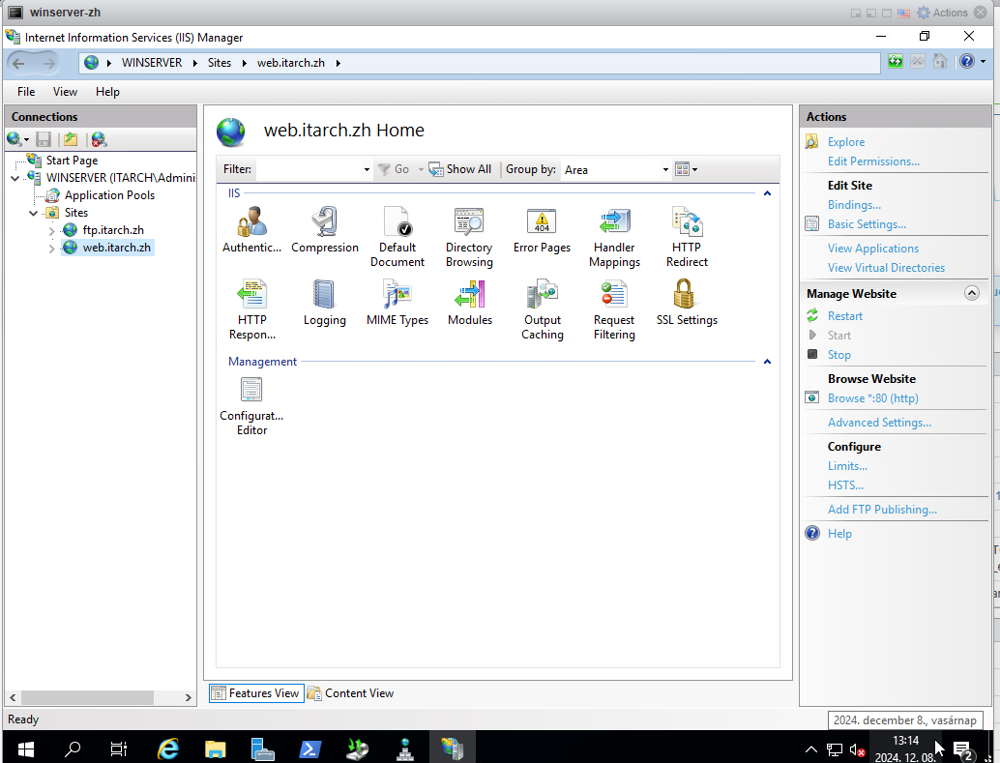 winserver-zh
Actions
Internet Information Services (IIS) Manager
WINSERVER
Sites
web.itarch.zh
File View Help
Connections
Start Page
WINSERVER (ITARCH\Admini
Application Pools
Sites
ftp.itarch.zh
web.itarch.zh
web.itarch.zh Home
Filter: Go Show All Group by: Area
IIS
Authentic... Compression Default Document Directory Browsing Error Pages Handler Mappings HTTP Redirect
404
HTTP Respon... Logging MIME Types Modules Output Caching Request Filtering SSL Settings
Management
Configurat... Editor
Features View Content View
Actions
Explore
Edit Permissions...
Edit Site
Bindings...
Basic Settings...
View Applications
View Virtual Directories
Manage Website
Restart
Start
Stop
Browse Website
Browse *:80 (http)
Advanced Settings...
Configure
Limits...
HSTS...
Add FTP Publishing...
Help
Ready
2024. december 8., vasárnap
13:14
2024. 12. 08.
2